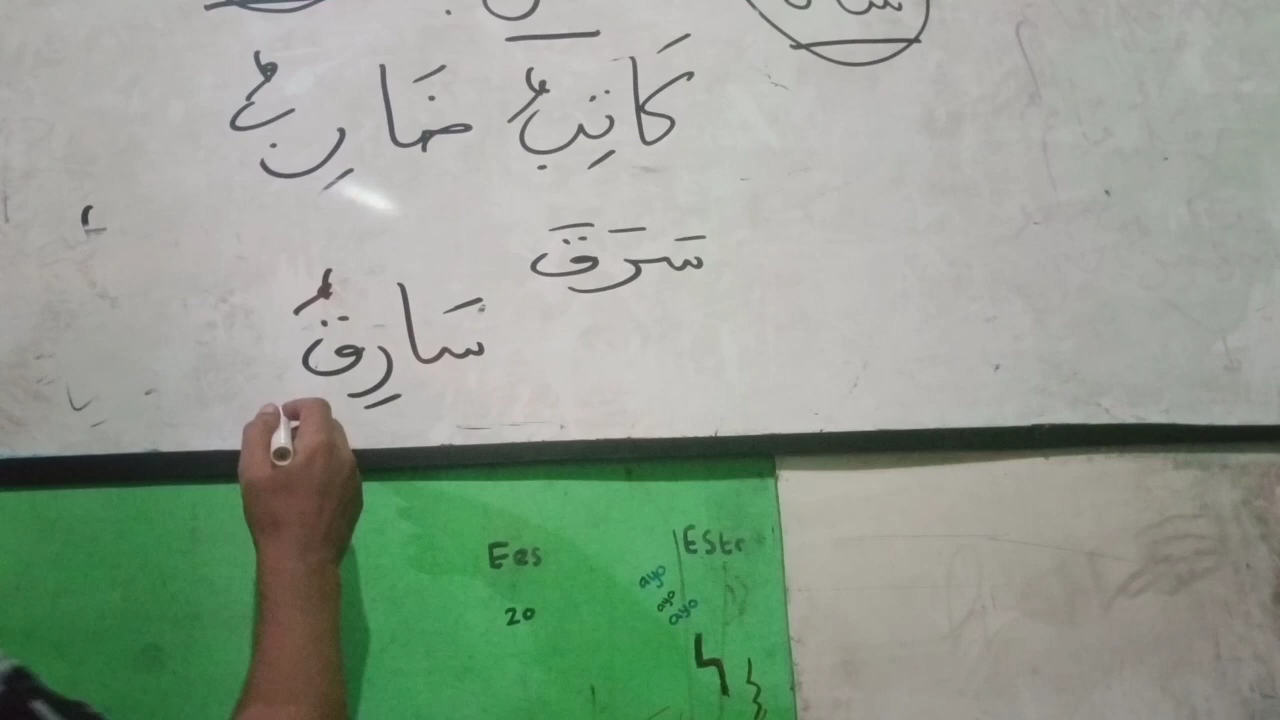 كَاتِبٌ ضَارِبٌ
سَرَقَ
سَارِقٌ
Ees EStr
ayo
ayo
20 ayo